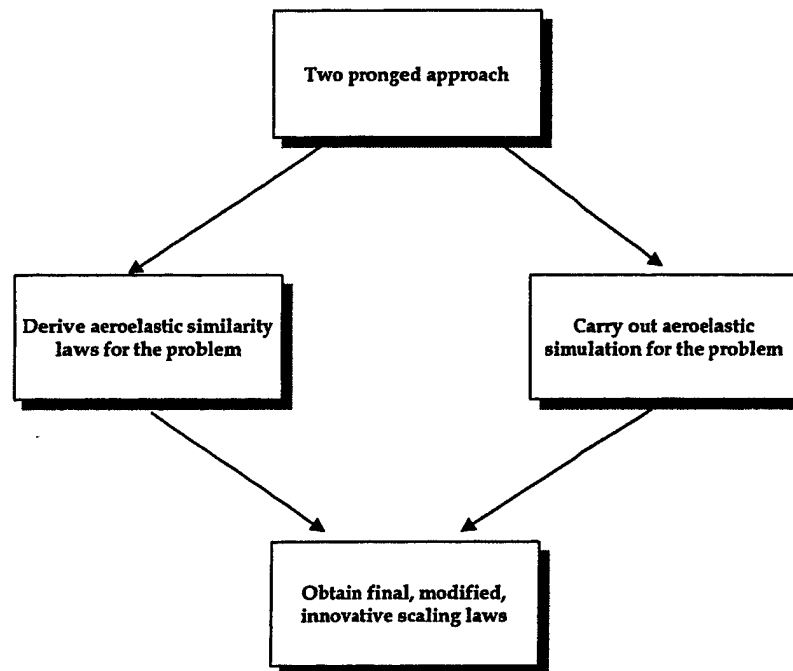 Two pronged approach
Derive aeroelastic similarity
laws for the problem
Carry out aeroelastic
simulation for the problem
Obtain final, modified,
innovative scaling laws